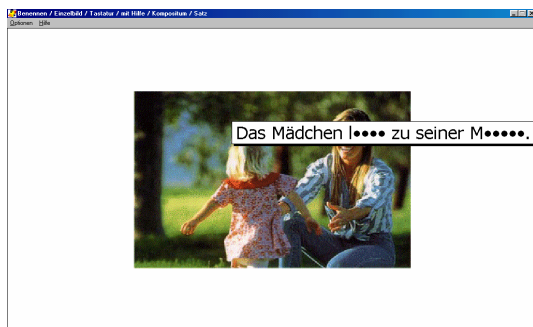 Benennen / Einzelbild / Tastatur / mit Hilfe / Kompositum / Satz
Optionen Hilfe
Das Mädchen l●●●● zu seiner M●●●●●.